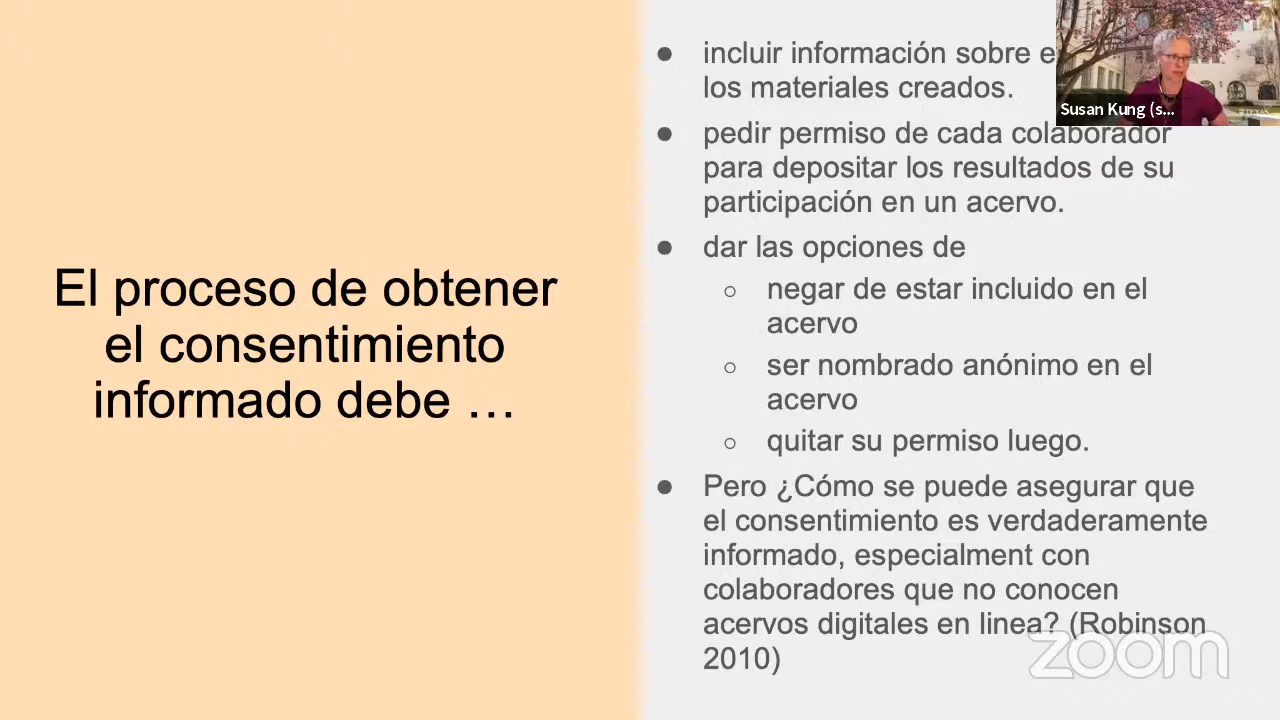 El proceso de obtener
el consentimiento
informado debe …
● incluir información sobre
los materiales creados.
● pedir permiso de cada colaborador
para depositar los resultados de su
participación en un acervo.
● dar las opciones de
○ negar de estar incluido en el
acervo
○ ser nombrado anónimo en el
acervo
○ quitar su permiso luego.
● Pero ¿Cómo se puede asegurar que
el consentimiento es verdaderamente
informado, especialment con
colaboradores que no conocen
acervos digitales en linea? (Robinson
2010)
Susan Kung (s...
zoom